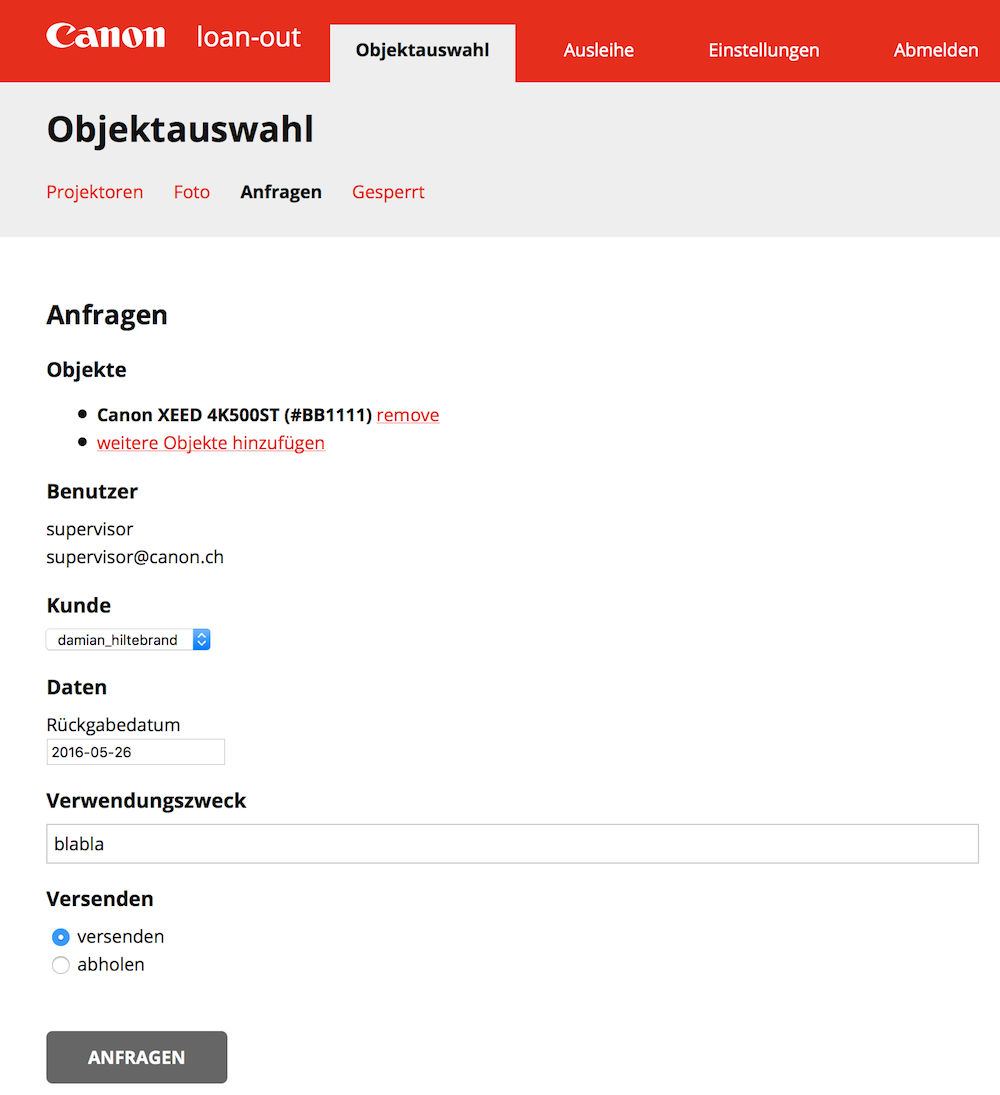 Canon loan-out Objektauswahl Ausleihe Einstellungen Abmelden
Objektauswahl
Projektoren Foto Anfragen Gesperrt
Anfragen
Objekte
Canon XEED 4K500ST (#BB1111) remove
weitere Objekte hinzufügen
Benutzer
supervisor
supervisor@canon.ch
Kunde
damian_hiltebrand
Daten
Rückgabedatum
2016-05-26
Verwendungszweck
blabla
Versenden
versenden
abholen
ANFRAGEN